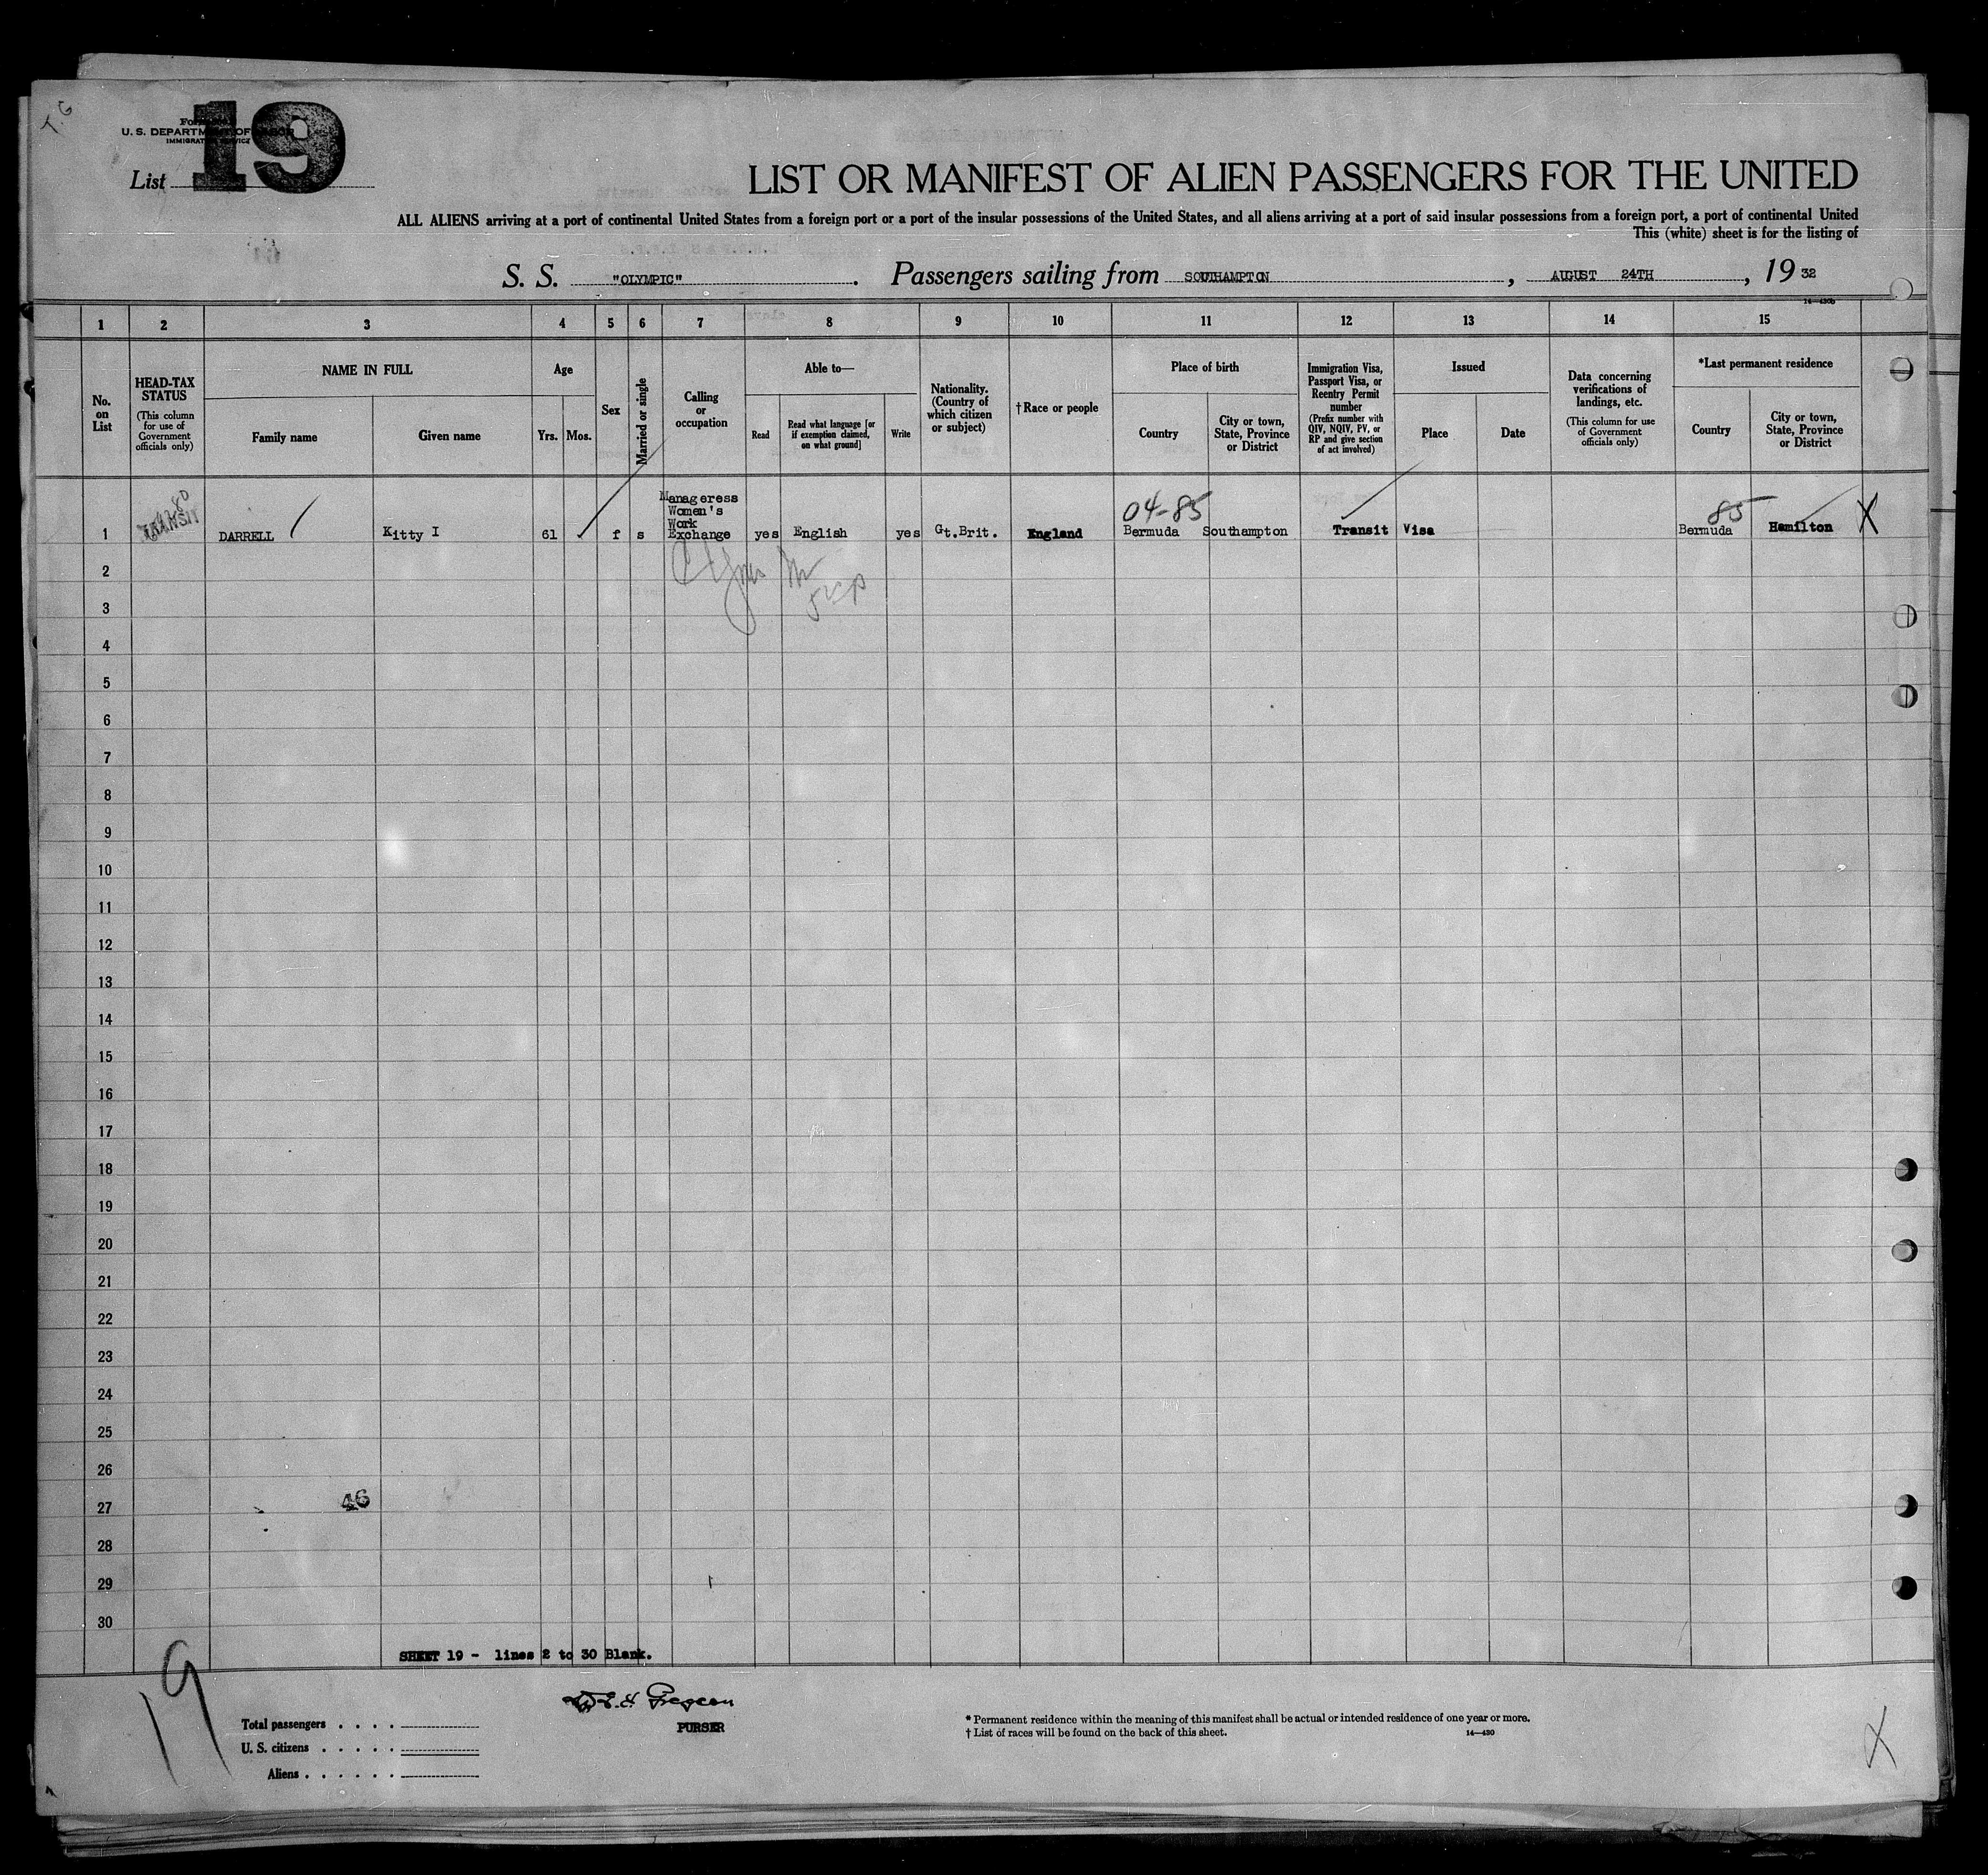 T.G
19
U. S. DEPARTMENT OF LABOR
IMMIGRATION SERVICE
List
LIST OR MANIFEST OF ALIEN PASSENGERS FOR THE UNITED
ALL ALIENS arriving at a port of continental United States from a foreign port or a port of the insular possessions of the United States, and all aliens arriving at a port of said insular possessions from a foreign port, a port of continental United
This (white) sheet is for the listing of
S. S. "OLYMPIC". Passengers sailing from SOUTHAMPTON, AUGUST 24TH, 19 32
14—430b
1 2 3 4 5 6 7 8 9 10 11 12 13 14 15
No. on List
HEAD-TAX STATUS
(This column for use of Government officials only)
NAME IN FULL
Family name
Given name
Age
Yrs. Mos.
Sex
Married or single
Calling or occupation
Able to—
Read
Read what language [or if exemption claimed, on what ground]
Write
Nationality. (Country of which citizen or subject)
† Race or people
Place of birth
Country
City or town, State, Province or District
Immigration Visa, Passport Visa, or Reentry Permit number
(Prefix number with QIV, NQIV, PV, or RP and give section of act involved)
Issued
Place
Date
Data concerning verifications of landings, etc.
(This column for use of Government officials only)
*Last permanent residence
Country
City or town, State, Province or District
04-85
85
1 TRANSIT DARRELL Kitty I 61 f s Manageress Women's Work Exchange yes English yes Gt.Brit. England Bermuda Southampton Transit Visa Bermuda Hamilton X
2
3
4
5
6
7
8
9
10
11
12
13
14
15
16
17
18
19
20
21
22
23
24
25
26
46
27
28
29
30
SHEET 19 - lines 2 to 30 Blank.
19
PURSER
Total passengers . . . .
U. S. citizens . . . . .
Aliens . . . . . .
* Permanent residence within the meaning of this manifest shall be actual or intended residence of one year or more.
† List of races will be found on the back of this sheet.
14—430
X